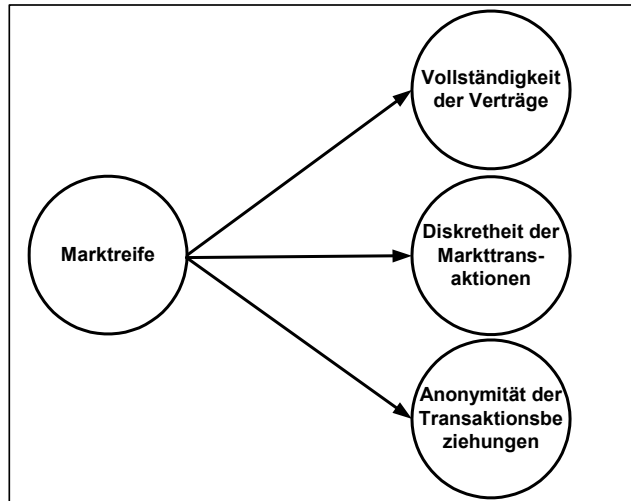 Vollständigkeit
der Verträge
Marktreife
Diskretheit der
Markttrans-
aktionen
Anonymität der
Transaktionsbe
ziehungen